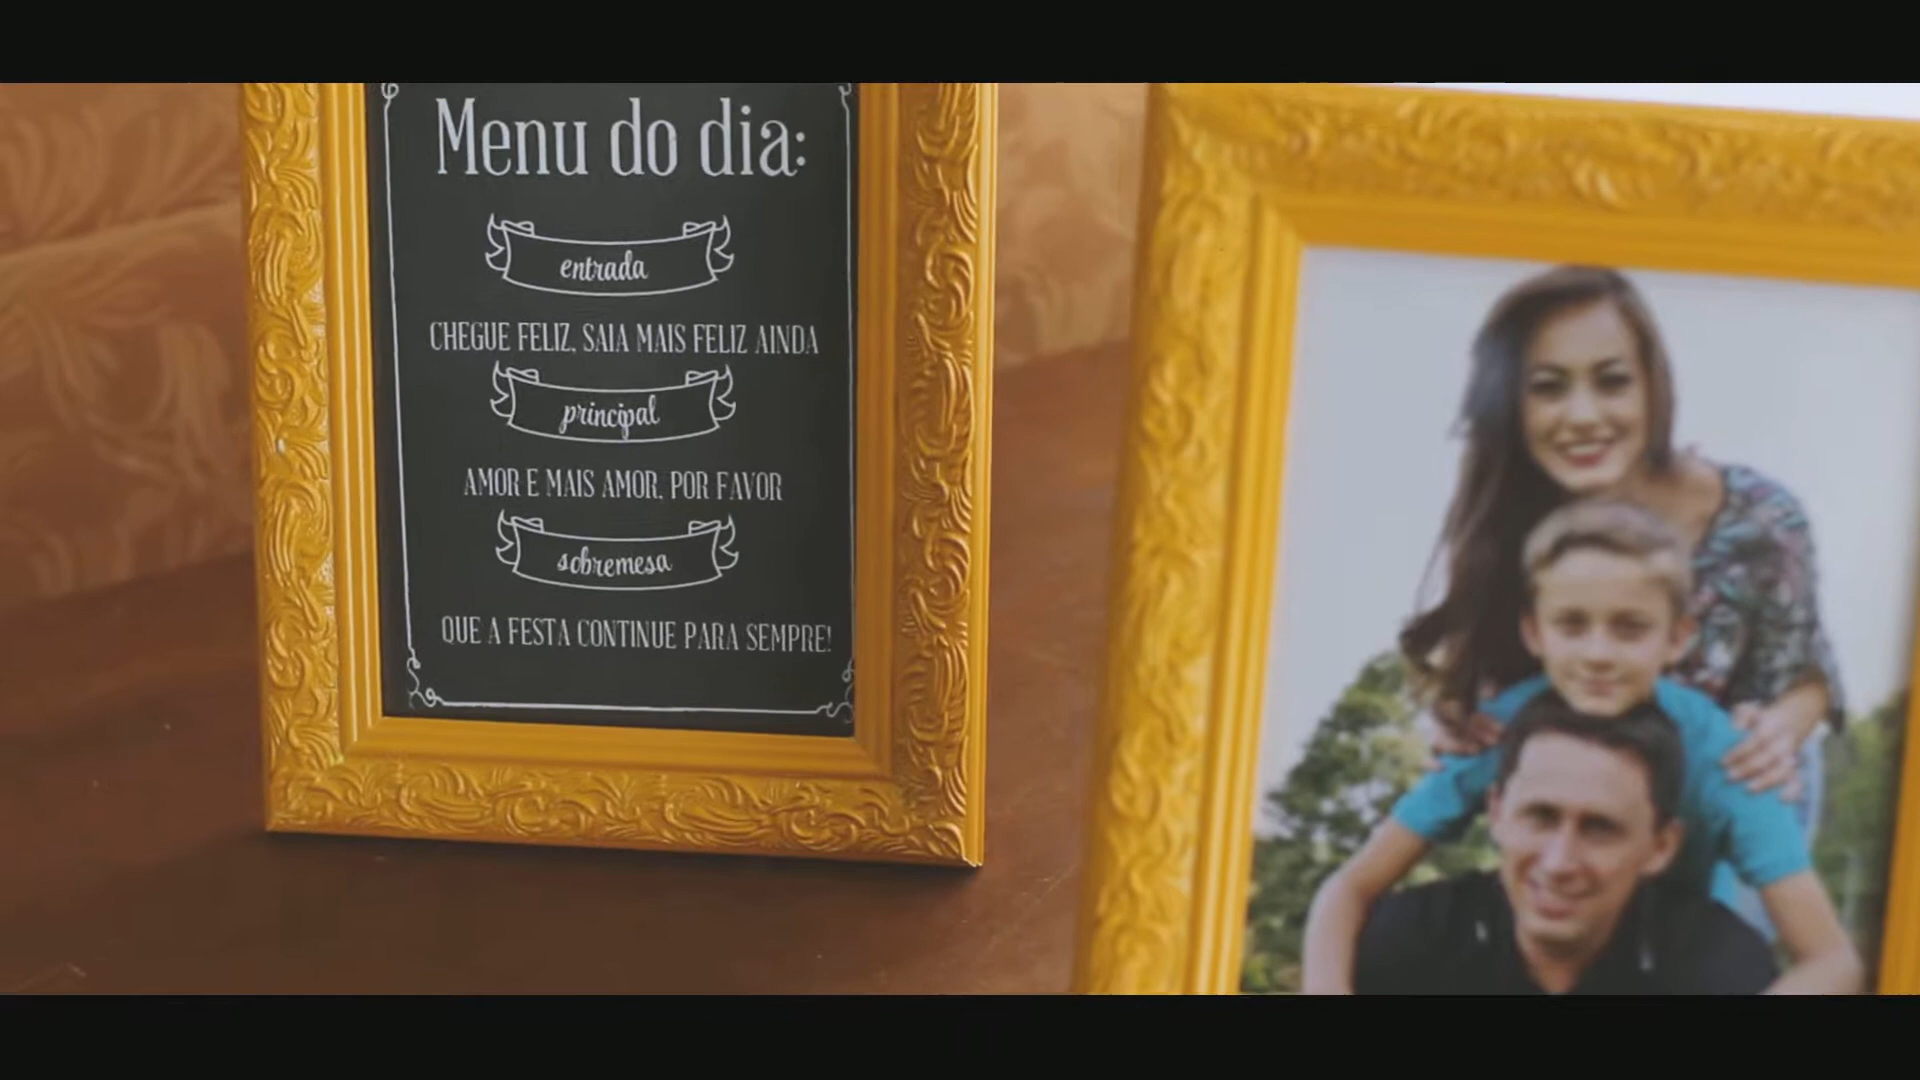 Menu do dia:
entrada
CHEGUE FELIZ, SAIA MAIS FELIZ AINDA
principal
AMOR E MAIS AMOR, POR FAVOR
sobremesa
QUE A FESTA CONTINUE PARA SEMPRE!